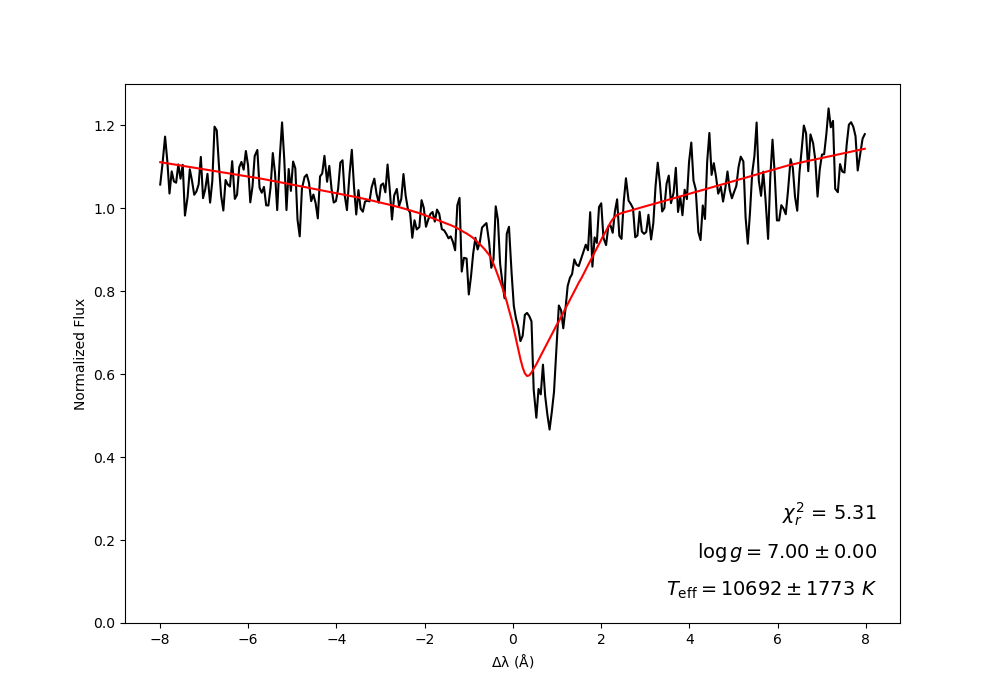 1.2
1.0
0.8
0.6
0.4
0.2
0.0
Normalized Flux
χ²ᵣ = 5.31
log g = 7.00 ± 0.00
T_eff = 10692 ± 1773 K
−8 −6 −4 −2 0 2 4 6 8
Δλ (Å)